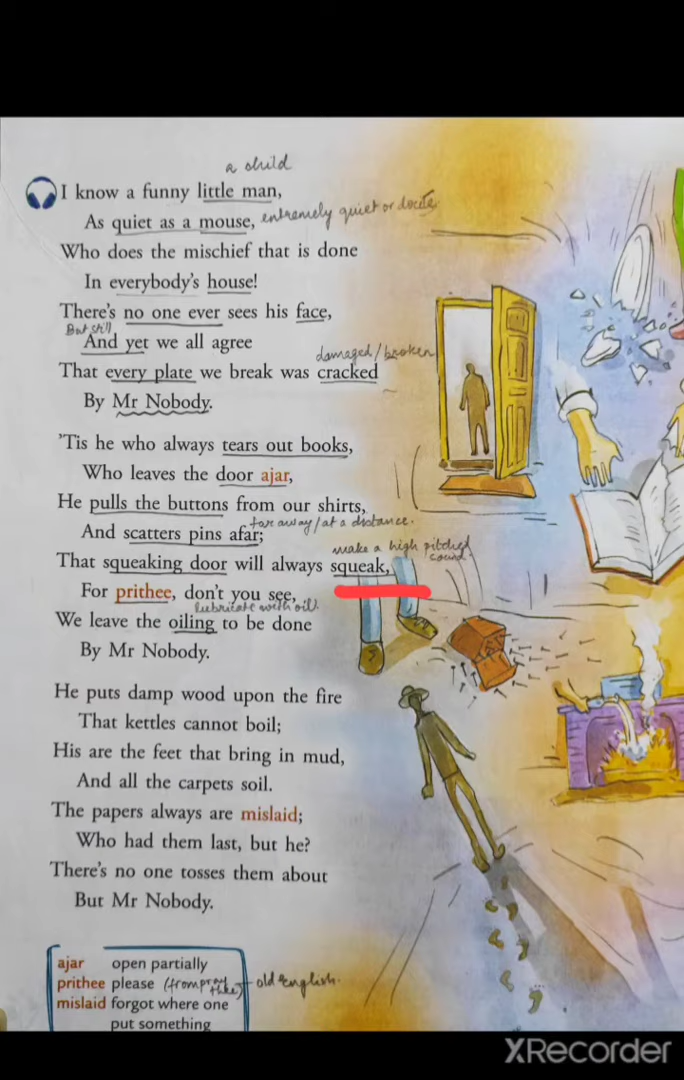 a child
I know a funny little man,
As quiet as a mouse, extremely quiet or docile
Who does the mischief that is done
In everybody's house!
There's no one ever sees his face,
But still
And yet we all agree
damaged/broken
That every plate we break was cracked
By Mr Nobody.
'Tis he who always tears out books,
Who leaves the door ajar,
He pulls the buttons from our shirts,
far away/at a distance.
And scatters pins afar;
make a high pitched
sound
That squeaking door will always squeak,
For prithee, don't you see,
lubricate with oil.
We leave the oiling to be done
By Mr Nobody.
He puts damp wood upon the fire
That kettles cannot boil;
His are the feet that bring in mud,
And all the carpets soil.
The papers always are mislaid;
Who had them last, but he?
There's no one tosses them about
But Mr Nobody.
ajar open partially
prithee please (from - old English.
mislaid forgot where one
put something
XRecorder